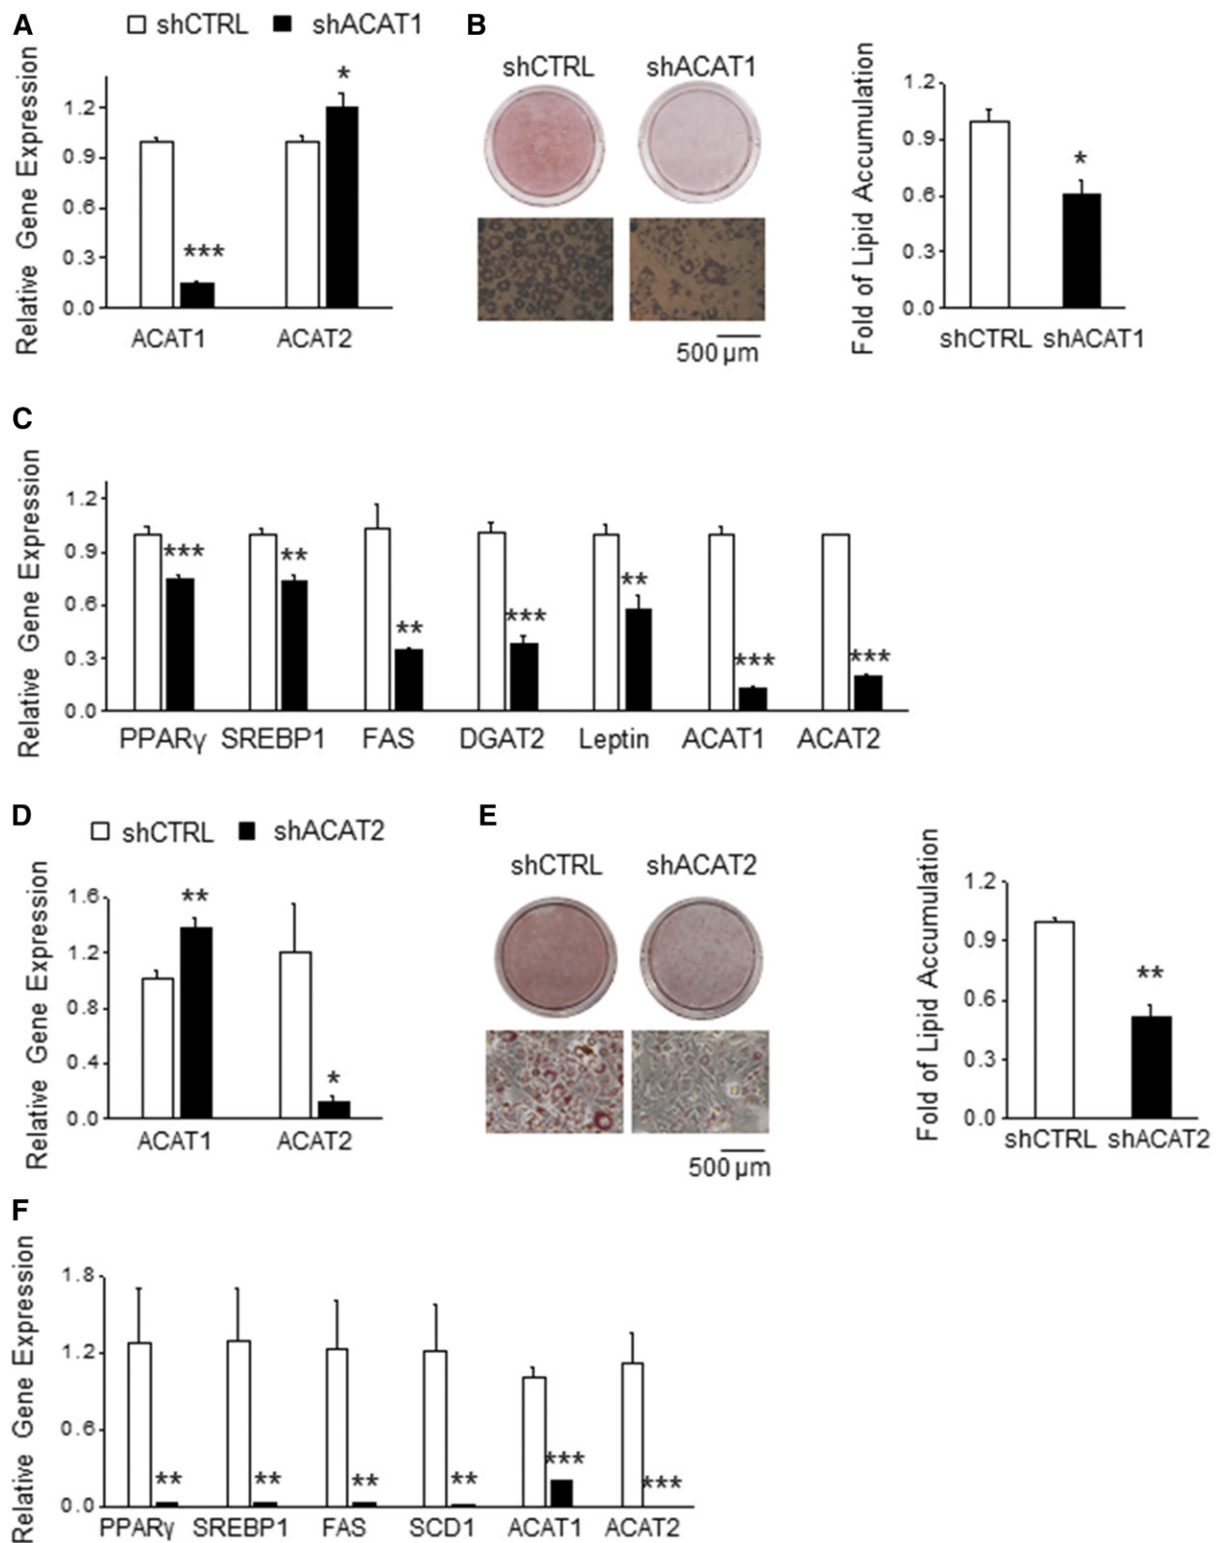 A
shCTRL shACAT1
Relative Gene Expression
1.2
0.9
0.6
0.3
0.0
*
***
ACAT1 ACAT2
B
shCTRL shACAT1
500 µm
Fold of Lipid Accumulation
1.2
0.9
0.6
0.3
0.0
*
shCTRL shACAT1
C
Relative Gene Expression
1.2
0.9
0.6
0.3
0.0
*** ** ** *** ** *** ***
PPARγ SREBP1 FAS DGAT2 Leptin ACAT1 ACAT2
D
shCTRL shACAT2
Relative Gene Expression
1.6
1.2
0.8
0.4
0.0
**
*
ACAT1 ACAT2
E
shCTRL shACAT2
500 µm
Fold of Lipid Accumulation
1.2
0.9
0.6
0.3
0.0
**
shCTRL shACAT2
F
Relative Gene Expression
1.8
1.2
0.6
0.0
** ** ** ** *** ***
PPARγ SREBP1 FAS SCD1 ACAT1 ACAT2